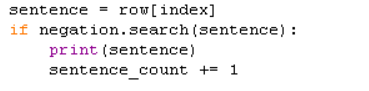 sentence = row[index]
if negation.search(sentence):
    print(sentence)
    sentence_count += 1